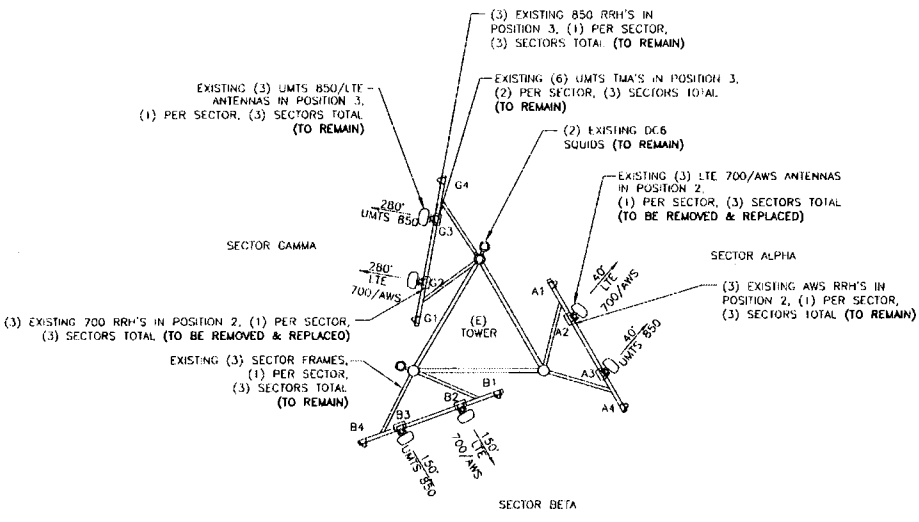 (3) EXISTING 850 RRH'S IN
POSITION 3, (1) PER SECTOR,
(3) SECTORS TOTAL (TO REMAIN)
EXISTING (3) UMTS 850/LTE
ANTENNAS IN POSITION 3,
(1) PER SECTOR, (3) SECTORS TOTAL
(TO REMAIN)
EXISTING (6) UMTS TMA'S IN POSITION 3,
(2) PER SECTOR, (3) SECTORS TOTAL
(TO REMAIN)
(2) EXISTING DC6
SQUIDS (TO REMAIN)
EXISTING (3) LTE 700/AWS ANTENNAS
IN POSITION 2,
(1) PER SECTOR, (3) SECTORS TOTAL
(TO BE REMOVED & REPLACED)
G4
280°
UMTS 850
G3
SECTOR GAMMA
280°
LTE
700/AWS
G2
G1
SECTOR ALPHA
40°
LTE
700/AWS
A1
A2
(3) EXISTING AWS RRH'S IN
POSITION 2, (1) PER SECTOR,
(3) SECTORS TOTAL (TO REMAIN)
(3) EXISTING 700 RRH'S IN POSITION 2, (1) PER SECTOR,
(3) SECTORS TOTAL (TO BE REMOVED & REPLACED)
(E)
TOWER
40°
UMTS 850
A3
A4
EXISTING (3) SECTOR FRAMES,
(1) PER SECTOR,
(3) SECTORS TOTAL
(TO REMAIN)
B1
B2
B3
B4
150°
UMTS 850
150°
LTE
700/AWS
SECTOR BETA